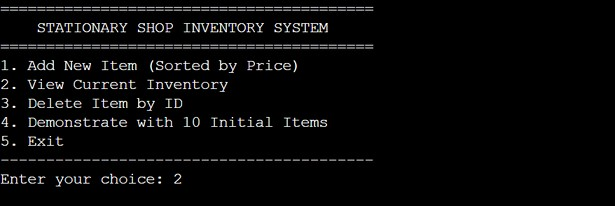 =========================================
STATIONARY SHOP INVENTORY SYSTEM
=========================================
1. Add New Item (Sorted by Price)
2. View Current Inventory
3. Delete Item by ID
4. Demonstrate with 10 Initial Items
5. Exit
-----------------------------------------
Enter your choice: 2